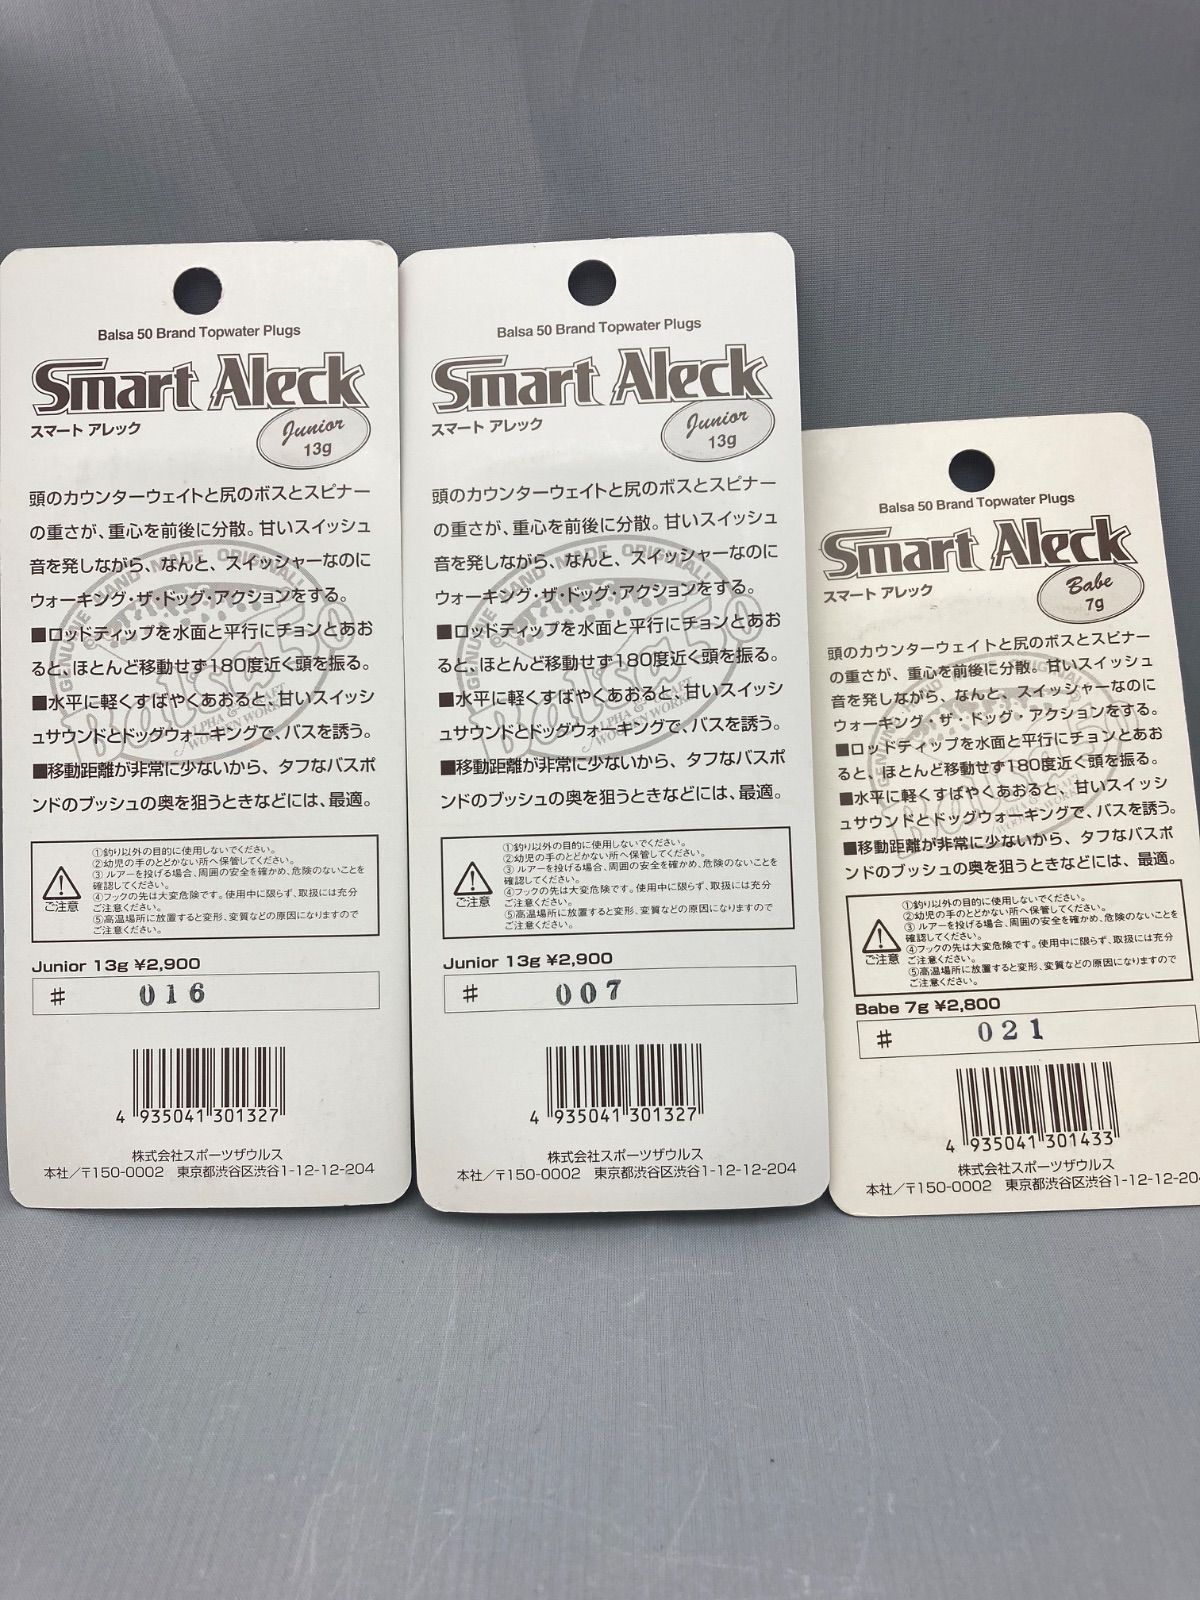 Balsa 50 Brand Topwater Plugs
Smart Aleck
スマート アレック
Junior
13g
頭のカウンターウェイトと尻のボスとスピナー
の重さが、重心を前後に分散。甘いスイッシュ
音を発しながら、なんと、スイッシャーなのに
ウォーキング・ザ・ドッグ・アクションをする。
■ロッドティップを水面と平行にチョンとあお
ると、ほとんど移動せず180度近く頭を振る。
■水平に軽くすばやくあおると、甘いスイッシ
ュサウンドとドッグウォーキングで、バスを誘う。
■移動距離が非常に少ないから、タフなバスポ
ンドのブッシュの奥を狙うときなどには、最適。
GENUINE HAND MADE ORIGINAL
Balsa 50
ご注意
①釣り以外の目的に使用しないでください。
②幼児の手のとどかない所へ保管してください。
③ルアーを投げる場合、周囲の安全を確かめ、危険のないことを
確認してください。
④フックの先は大変危険です。使用中に限らず、取扱には充分
ご注意ください。
⑤高温場所に放置すると変形、変質などの原因になりますので
ご注意ください。
Junior 13g ¥2,900
# 016
4 935041 301327
株式会社スポーツザウルス
本社／〒150-0002 東京都渋谷区渋谷1-12-12-204
Balsa 50 Brand Topwater Plugs
Smart Aleck
スマート アレック
Junior
13g
頭のカウンターウェイトと尻のボスとスピナー
の重さが、重心を前後に分散。甘いスイッシュ
音を発しながら、なんと、スイッシャーなのに
ウォーキング・ザ・ドッグ・アクションをする。
■ロッドティップを水面と平行にチョンとあお
ると、ほとんど移動せず180度近く頭を振る。
■水平に軽くすばやくあおると、甘いスイッシ
ュサウンドとドッグウォーキングで、バスを誘う。
■移動距離が非常に少ないから、タフなバスポ
ンドのブッシュの奥を狙うときなどには、最適。
GENUINE HAND MADE ORIGINAL
Balsa 50
ご注意
①釣り以外の目的に使用しないでください。
②幼児の手のとどかない所へ保管してください。
③ルアーを投げる場合、周囲の安全を確かめ、危険のないことを
確認してください。
④フックの先は大変危険です。使用中に限らず、取扱には充分
ご注意ください。
⑤高温場所に放置すると変形、変質などの原因になりますので
ご注意ください。
Junior 13g ¥2,900
# 007
4 935041 301327
株式会社スポーツザウルス
本社／〒150-0002 東京都渋谷区渋谷1-12-12-204
Balsa 50 Brand Topwater Plugs
Smart Aleck
スマート アレック
Babe
7g
頭のカウンターウェイトと尻のボスとスピナー
の重さが、重心を前後に分散。甘いスイッシュ
音を発しながら、なんと、スイッシャーなのに
ウォーキング・ザ・ドッグ・アクションをする。
■ロッドティップを水面と平行にチョンとあお
ると、ほとんど移動せず180度近く頭を振る。
■水平に軽くすばやくあおると、甘いスイッシ
ュサウンドとドッグウォーキングで、バスを誘う。
■移動距離が非常に少ないから、タフなバスポ
ンドのブッシュの奥を狙うときなどには、最適。
ご注意
①釣り以外の目的に使用しないでください。
②幼児の手のとどかない所へ保管してください。
③ルアーを投げる場合、周囲の安全を確かめ、危険のないことを
確認してください。
④フックの先は大変危険です。使用中に限らず、取扱には充分
ご注意ください。
⑤高温場所に放置すると変形、変質などの原因になりますので
ご注意ください。
Babe 7g ¥2,800
# 021
4 935041 301433
株式会社スポーツザウルス
本社／〒150-0002 東京都渋谷区渋谷1-12-12-204